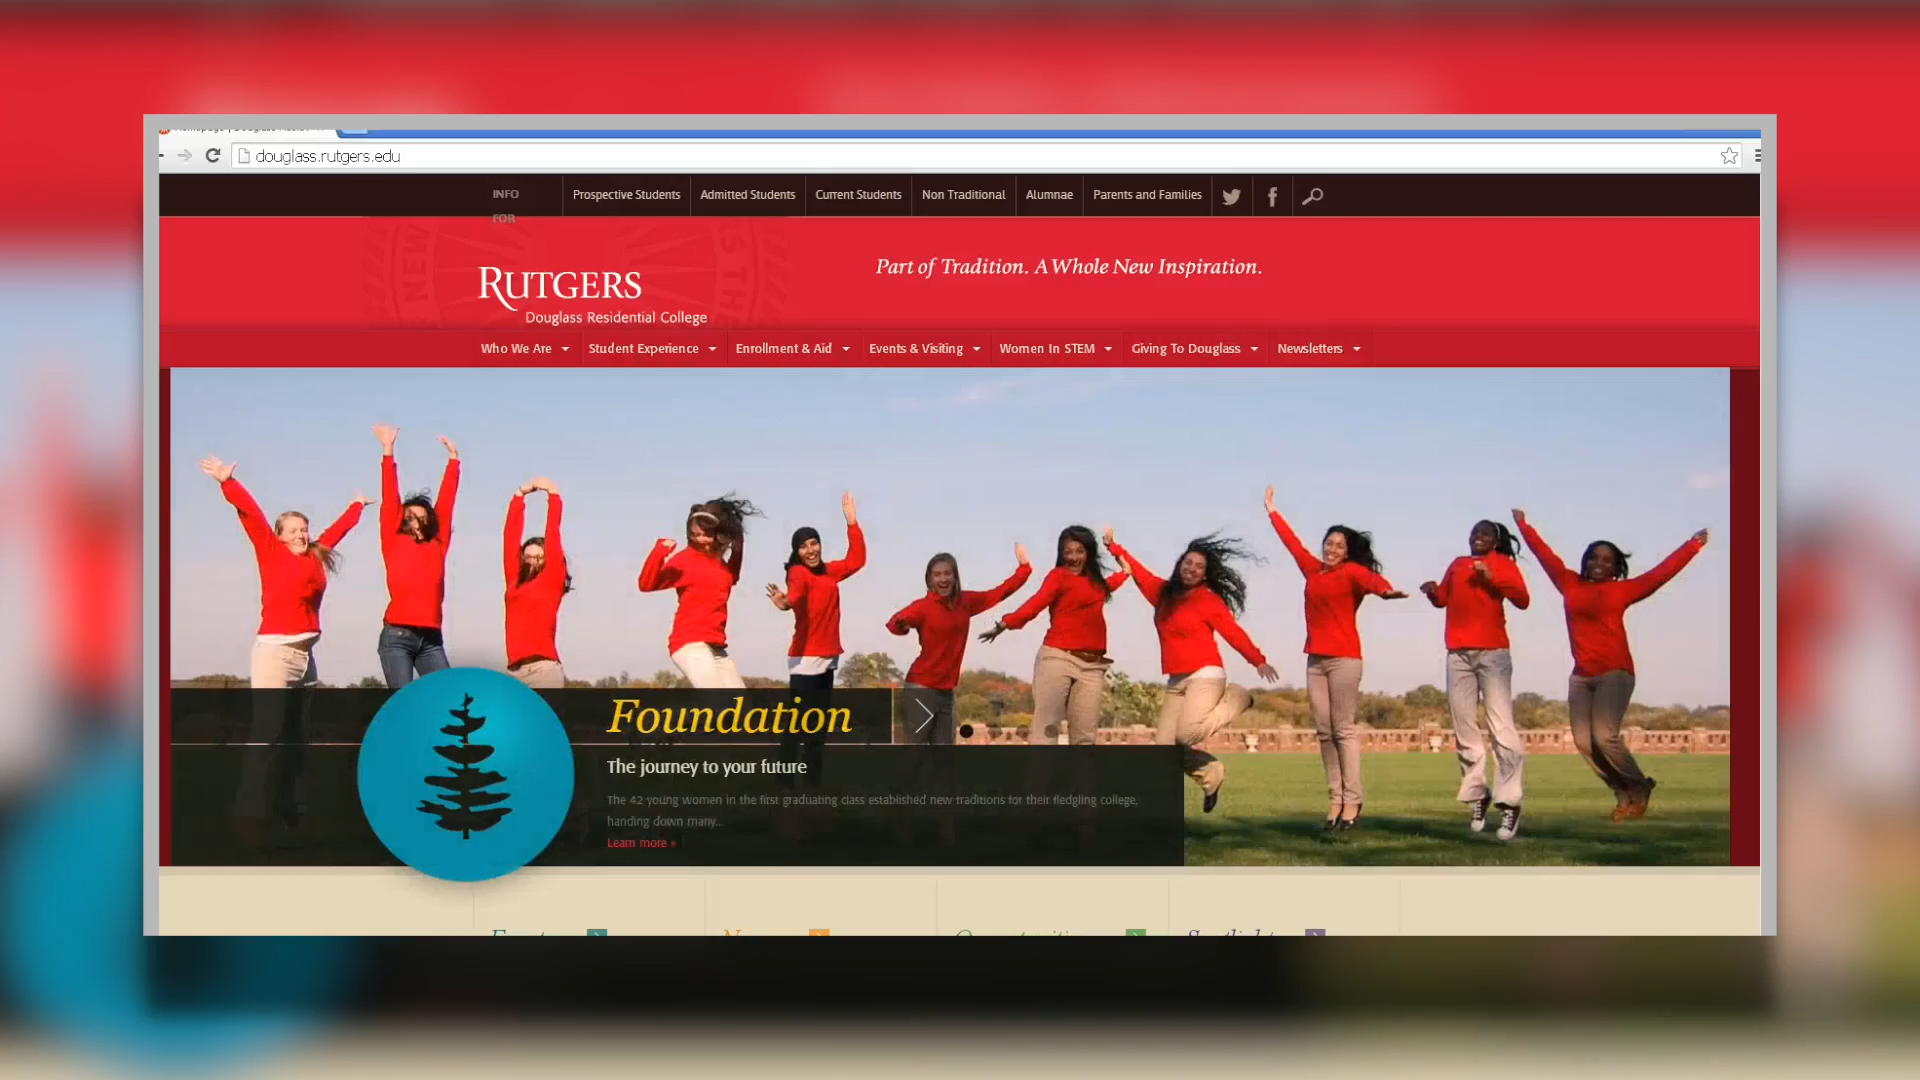 douglass.rutgers.edu
INFO
FOR
Prospective Students
Admitted Students
Current Students
Non Traditional
Alumnae
Parents and Families
RUTGERS
Douglass Residential College
Part of Tradition. A Whole New Inspiration.
Who We Are
Student Experience
Enrollment & Aid
Events & Visiting
Women In STEM
Giving To Douglass
Newsletters
Foundation
The journey to your future
The 42 young women in the first graduating class established new traditions for their fledgling college,
handing down many...
Learn more »